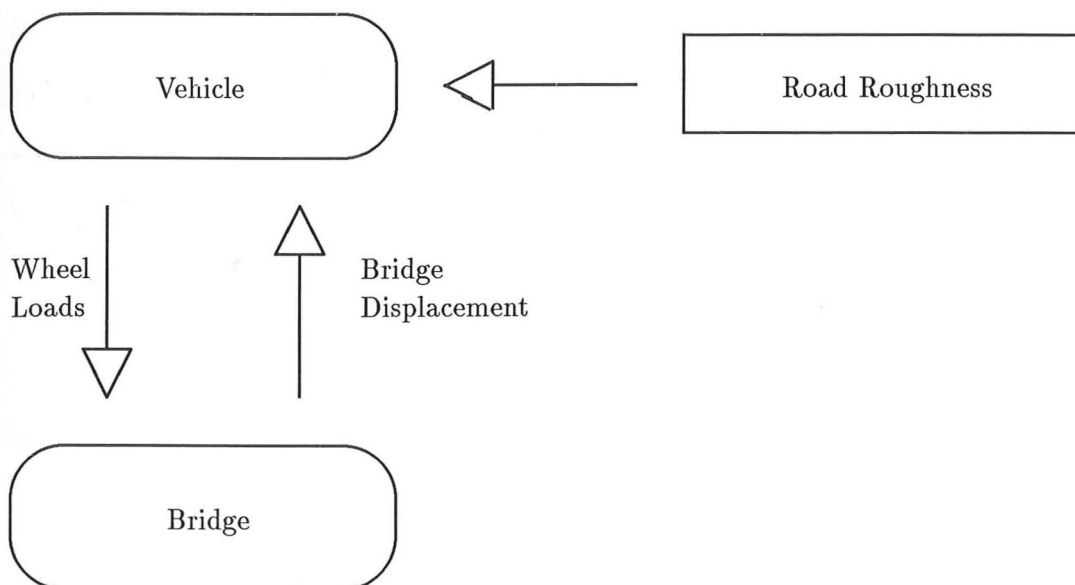 Vehicle
Road Roughness
Wheel
Loads
Bridge
Displacement
Bridge